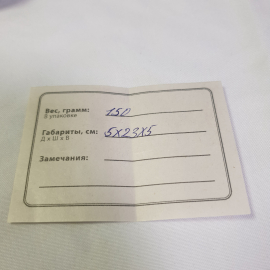 Вес, грамм: 150
В упаковке
Габариты, см: 5х23х5
Д х Ш х В
Замечания: